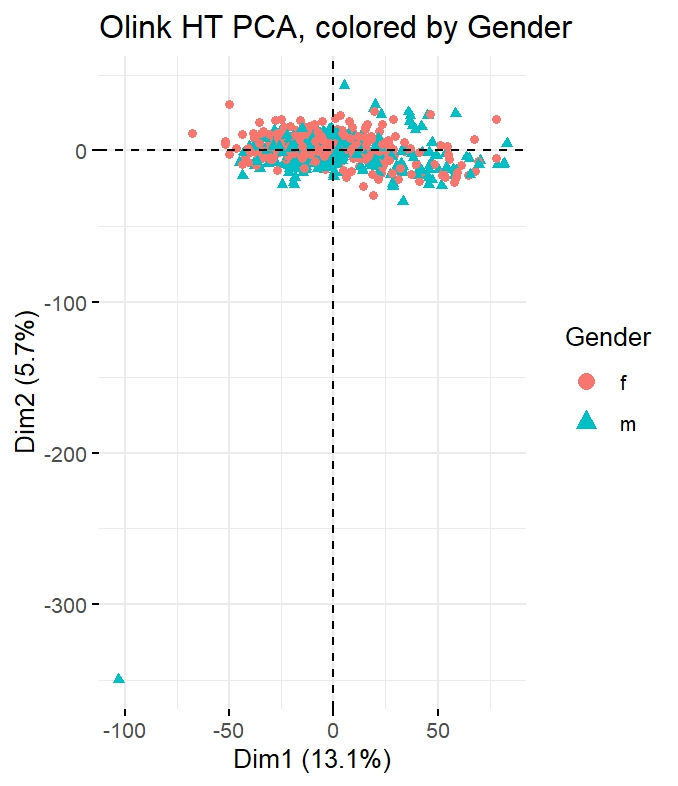 Olink HT PCA, colored by Gender
0
-100
-200
-300
Dim2 (5.7%)
-100
-50
0
50
Dim1 (13.1%)
Gender
f
m